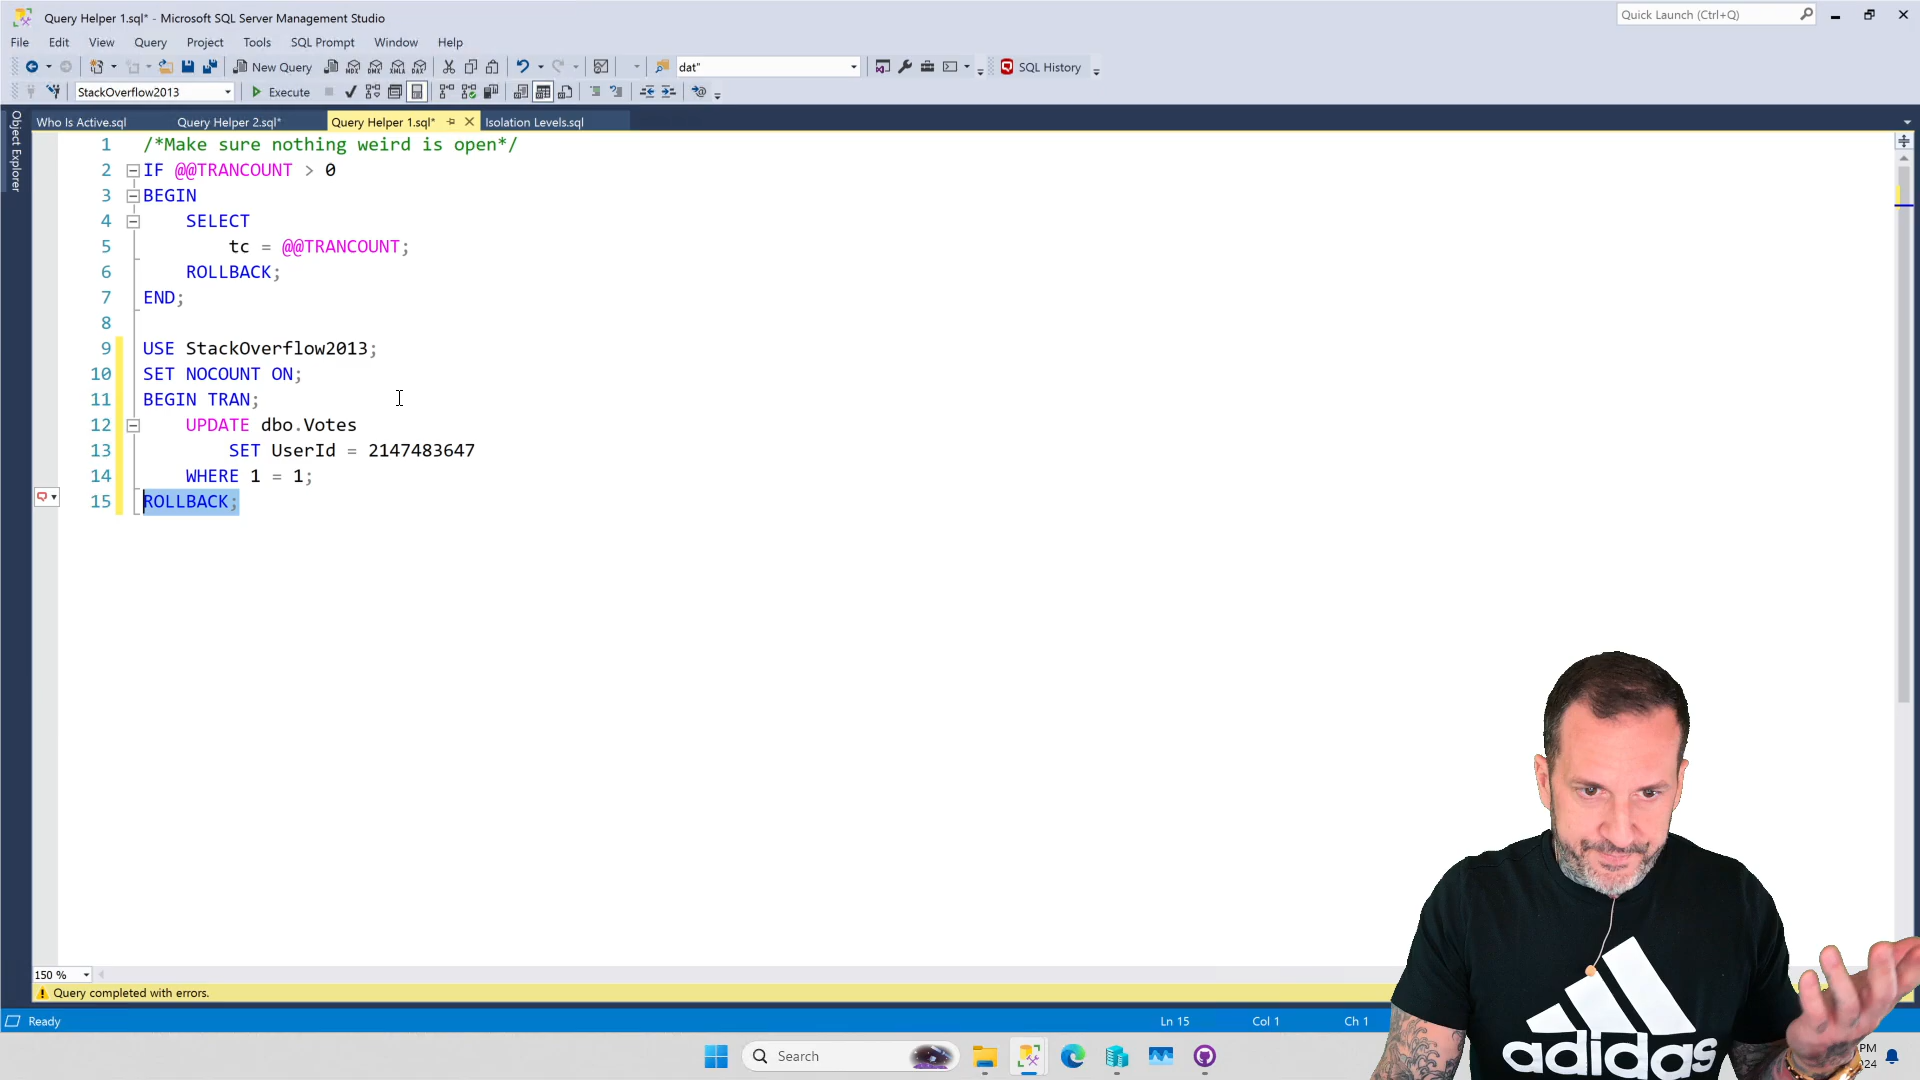 Query Helper 1.sql* - Microsoft SQL Server Management Studio
Quick Launch (Ctrl+Q)
File Edit View Query Project Tools SQL Prompt Window Help
New Query
dat"
SQL History
StackOverflow2013
Execute
Who Is Active.sql
Query Helper 2.sql*
Query Helper 1.sql*
Isolation Levels.sql
Object Explorer
1 /*Make sure nothing weird is open*/
2 IF @@TRANCOUNT > 0
3 BEGIN
4 SELECT
5 tc = @@TRANCOUNT;
6 ROLLBACK;
7 END;
8
9 USE StackOverflow2013;
10 SET NOCOUNT ON;
11 BEGIN TRAN;
12 UPDATE dbo.Votes
13 SET UserId = 2147483647
14 WHERE 1 = 1;
15 ROLLBACK;
150 %
Query completed with errors.
Ready
Ln 15
Col 1
Ch 1
Search
PM
24
adidas